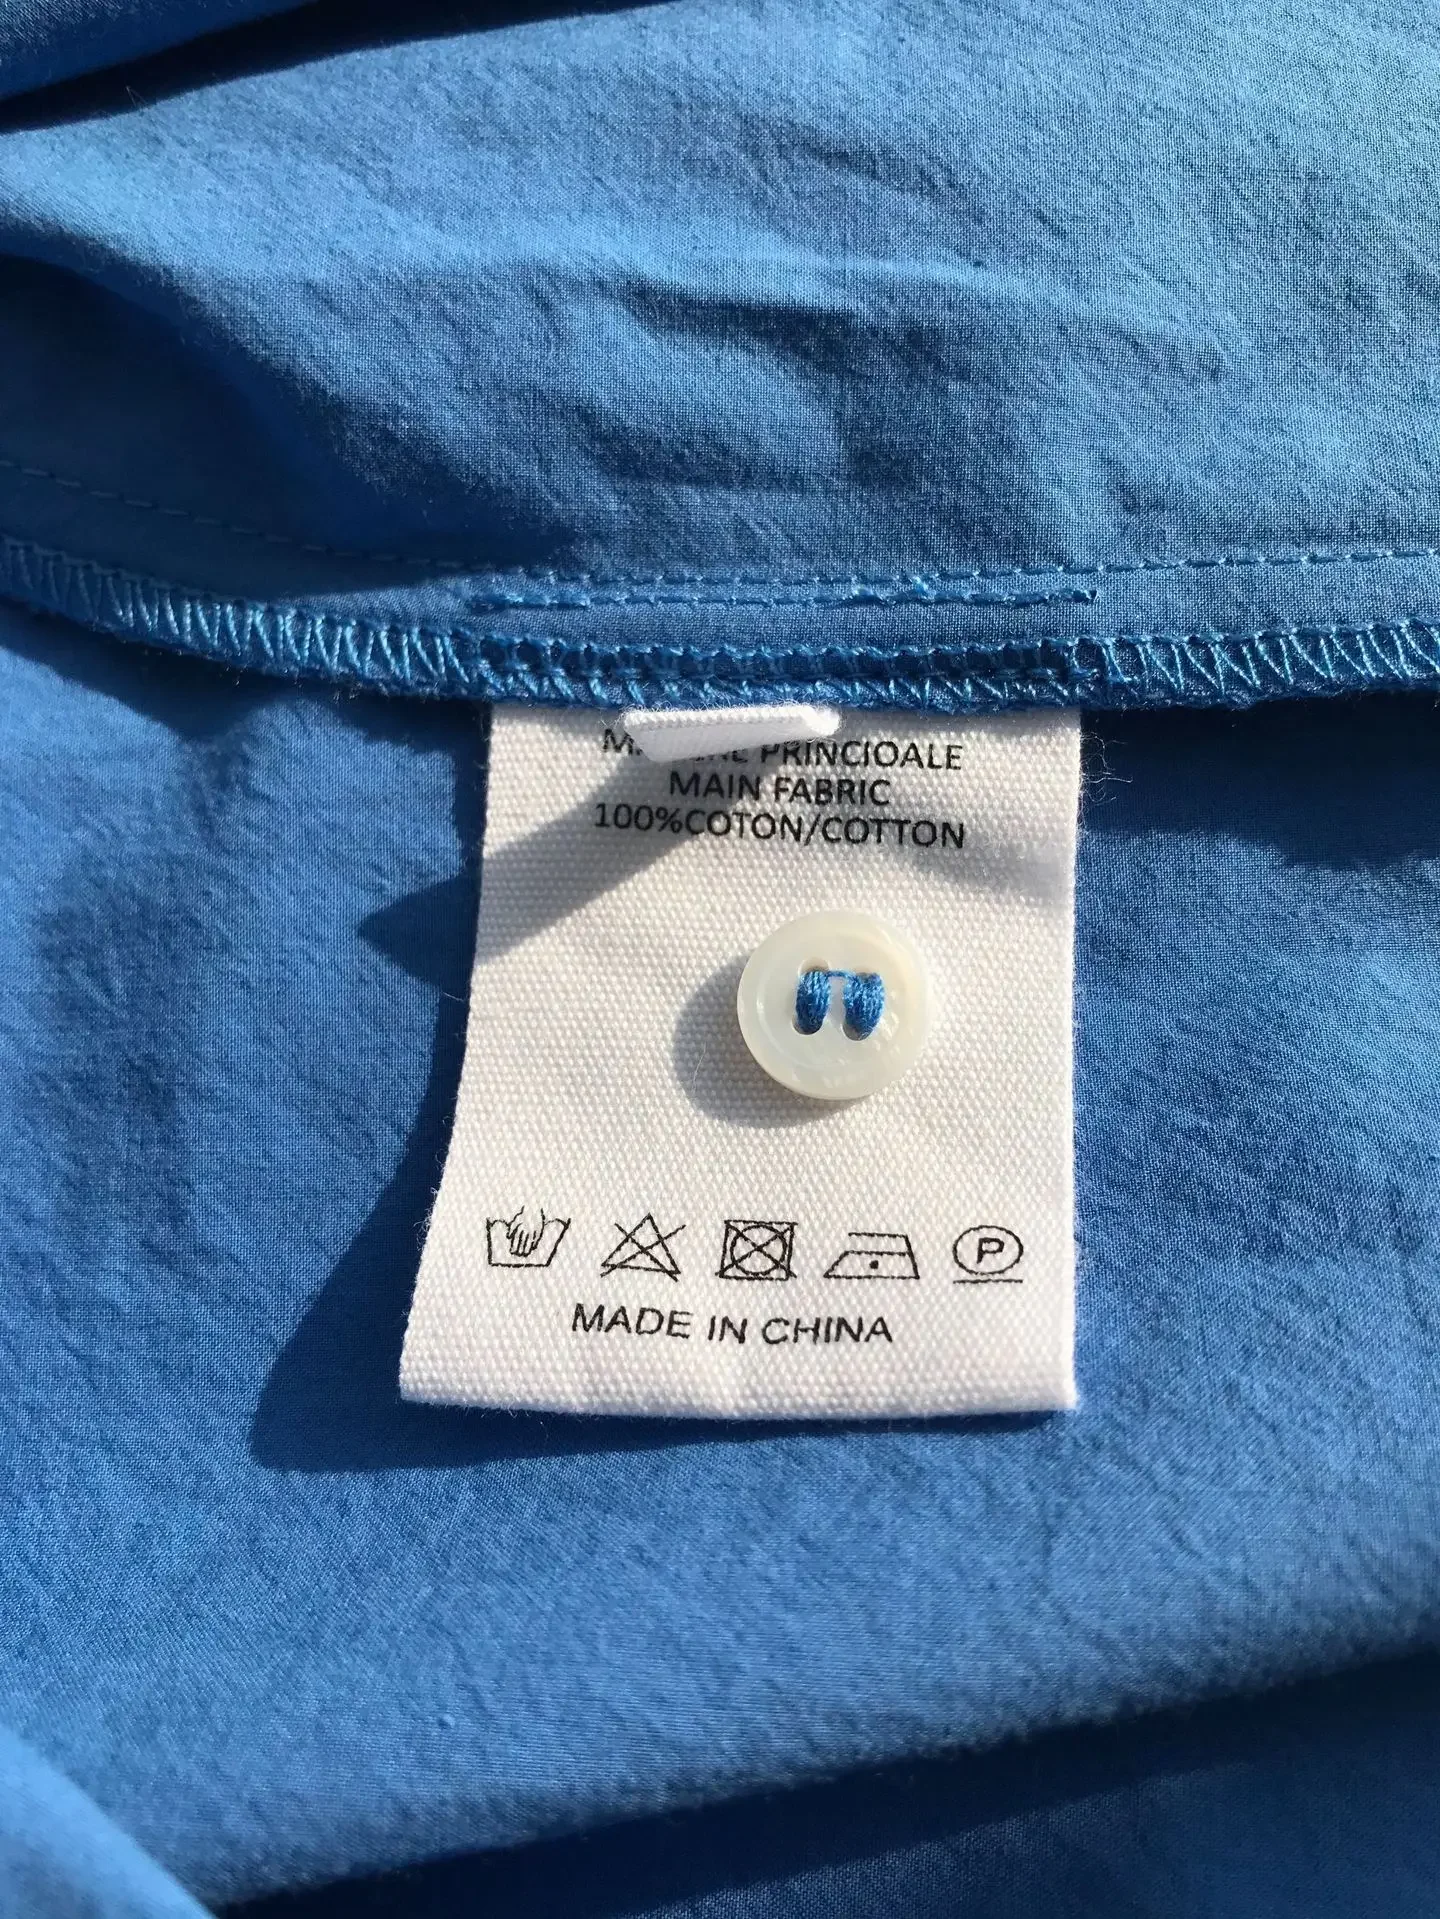 PRINCIOALE
MAIN FABRIC
100%COTON/COTTON
P
MADE IN CHINA